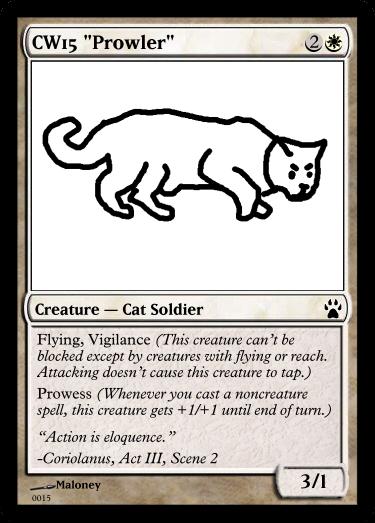 CW15 "Prowler" 2
Creature — Cat Soldier
Flying, Vigilance (This creature can't be
blocked except by creatures with flying or reach.
Attacking doesn't cause this creature to tap.)
Prowess (Whenever you cast a noncreature
spell, this creature gets +1/+1 until end of turn.)
“Action is eloquence.”
-Coriolanus, Act III, Scene 2
3/1
Maloney
0015